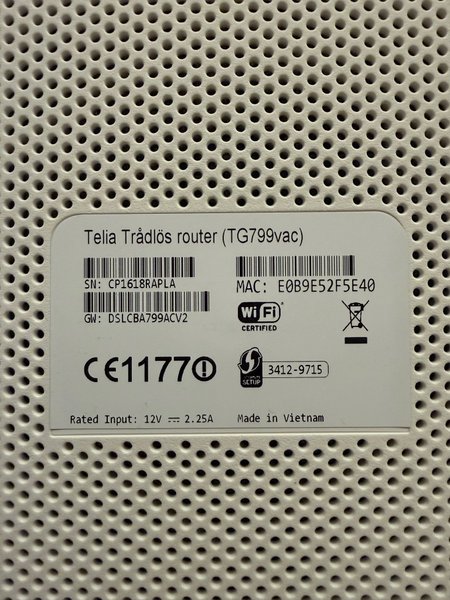 Telia Trådlös router (TG799vac)
SN: CP1618RAPLA
MAC: E0B9E52F5E40
GW: DSLCBA799ACV2
WiFi
CERTIFIED
CE1177
SETUP
3412-9715
Rated Input: 12V ⎓ 2.25A
Made in Vietnam